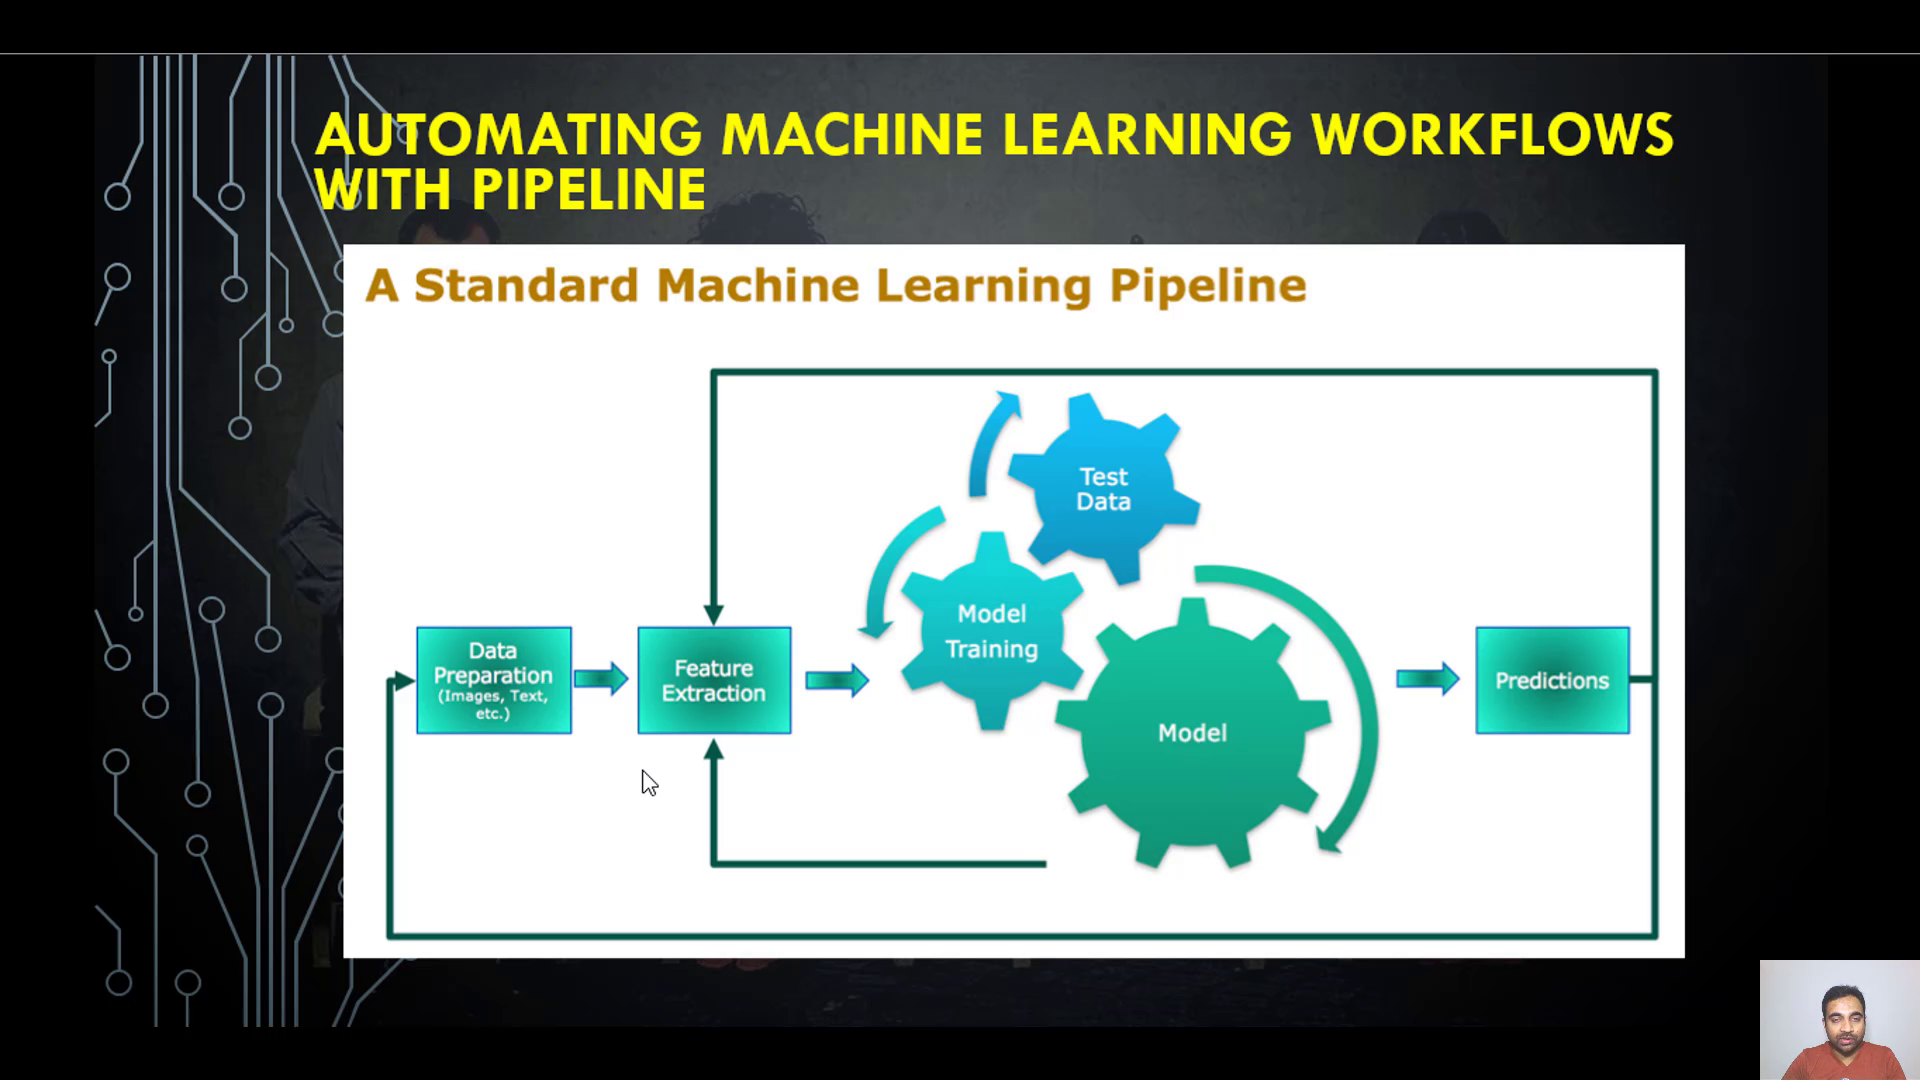 AUTOMATING MACHINE LEARNING WORKFLOWS
WITH PIPELINE
A Standard Machine Learning Pipeline
Test
Data
Model
Training
Data
Preparation
(Images, Text,
etc.)
Feature
Extraction
Model
Predictions